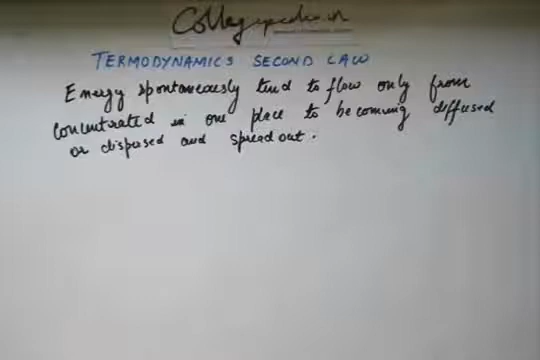 Collegepedia.in
TERMODYNAMICS SECOND LAW
Energy spontaneously tend to flow only from
concentrated in one place to becoming diffused
or dispersed and spread out.